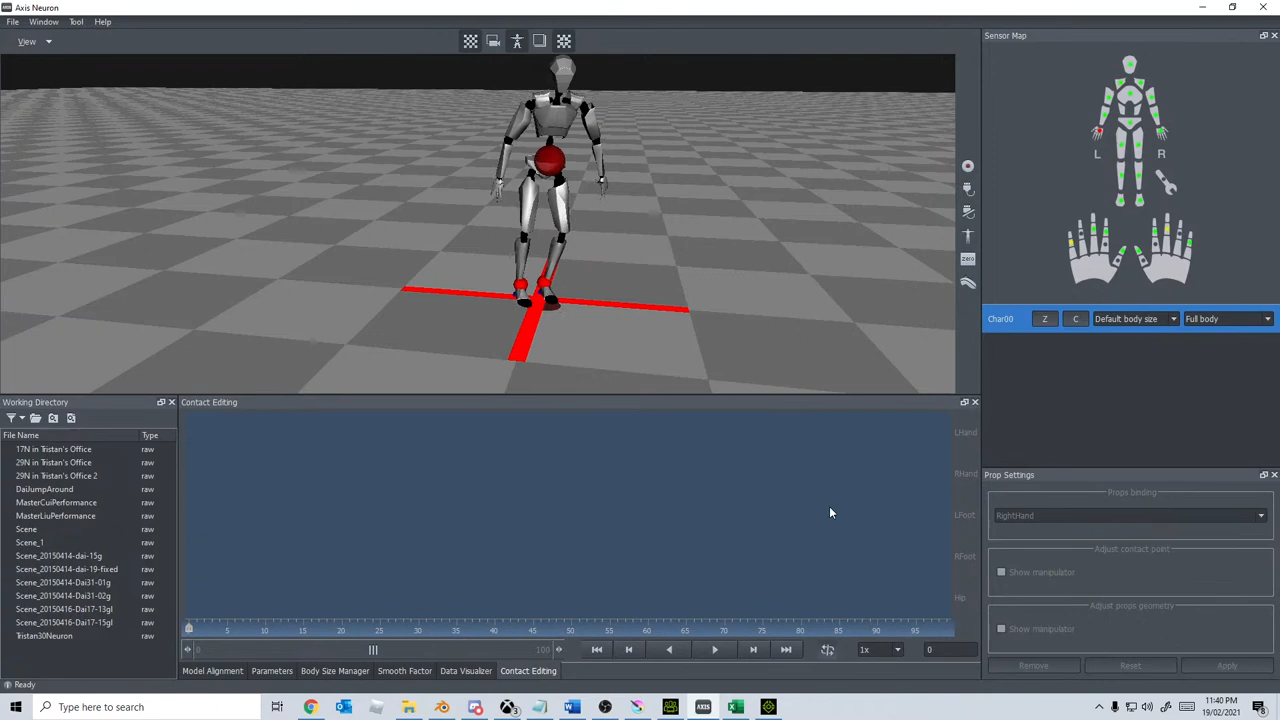 Axis Neuron
File Window Tool Help
View
Sensor Map
L R
Char00 Z C Default body size Full body
zero
Working Directory
File Name Type
17N in Tristan's Office raw
29N in Tristan's Office raw
29N in Tristan's Office 2 raw
DaiJumpAround raw
MasterCuiPerformance raw
MasterLiuPerformance raw
Scene raw
Scene_1 raw
Scene_20150414-dai-15g raw
Scene_20150414-dai-19-fixed raw
Scene_20150414-Dai31-01g raw
Scene_20150414-Dai31-02g raw
Scene_20150416-Dai17-13gl raw
Scene_20150416-Dai17-15gl raw
Tristan30Neuron raw
Contact Editing
LHand
RHand
LFoot
RFoot
Hip
5 10 15 20 25 30 35 40 45 50 55 60 65 70 75 80 85 90 95
0 100 1x 0
Model Alignment Parameters Body Size Manager Smooth Factor Data Visualizer Contact Editing
Prop Settings
Props binding
RightHand
Adjust contact point
Show manipulator
Adjust props geometry
Show manipulator
Remove Reset Apply
Ready
Type here to search
AXIS
11:40 PM
19/02/2021